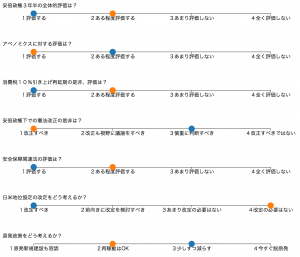 安倍政権３年半の全体的評価は？
１評価する ２ある程度評価する ３あまり評価しない ４全く評価しない
アベノミクスに対する評価は？
１評価する ２ある程度評価する ３あまり評価しない ４全く評価しない
消費税１０％引き上げ再延期の是非、評価は？
１評価する ２ある程度評価する ３あまり評価しない ４全く評価しない
安倍政権下での憲法改正の是非は？
１改正すべき ２改正も視野に議論をすべき ３慎重に判断すべき ４改正すべきではない
安全保障関連法の評価は？
１評価する ２ある程度評価する ３あまり評価しない ４全く評価しない
日米地位協定の改定をどう考えるか？
１改定すべき ２前向きに改定を検討すべき ３あまり改定の必要はない ４改定の必要はない
原発政策をどう考えるか？
１原発新規建設も容認 ２再稼働はOK ３少しずつ減らす ４今すぐ脱原発